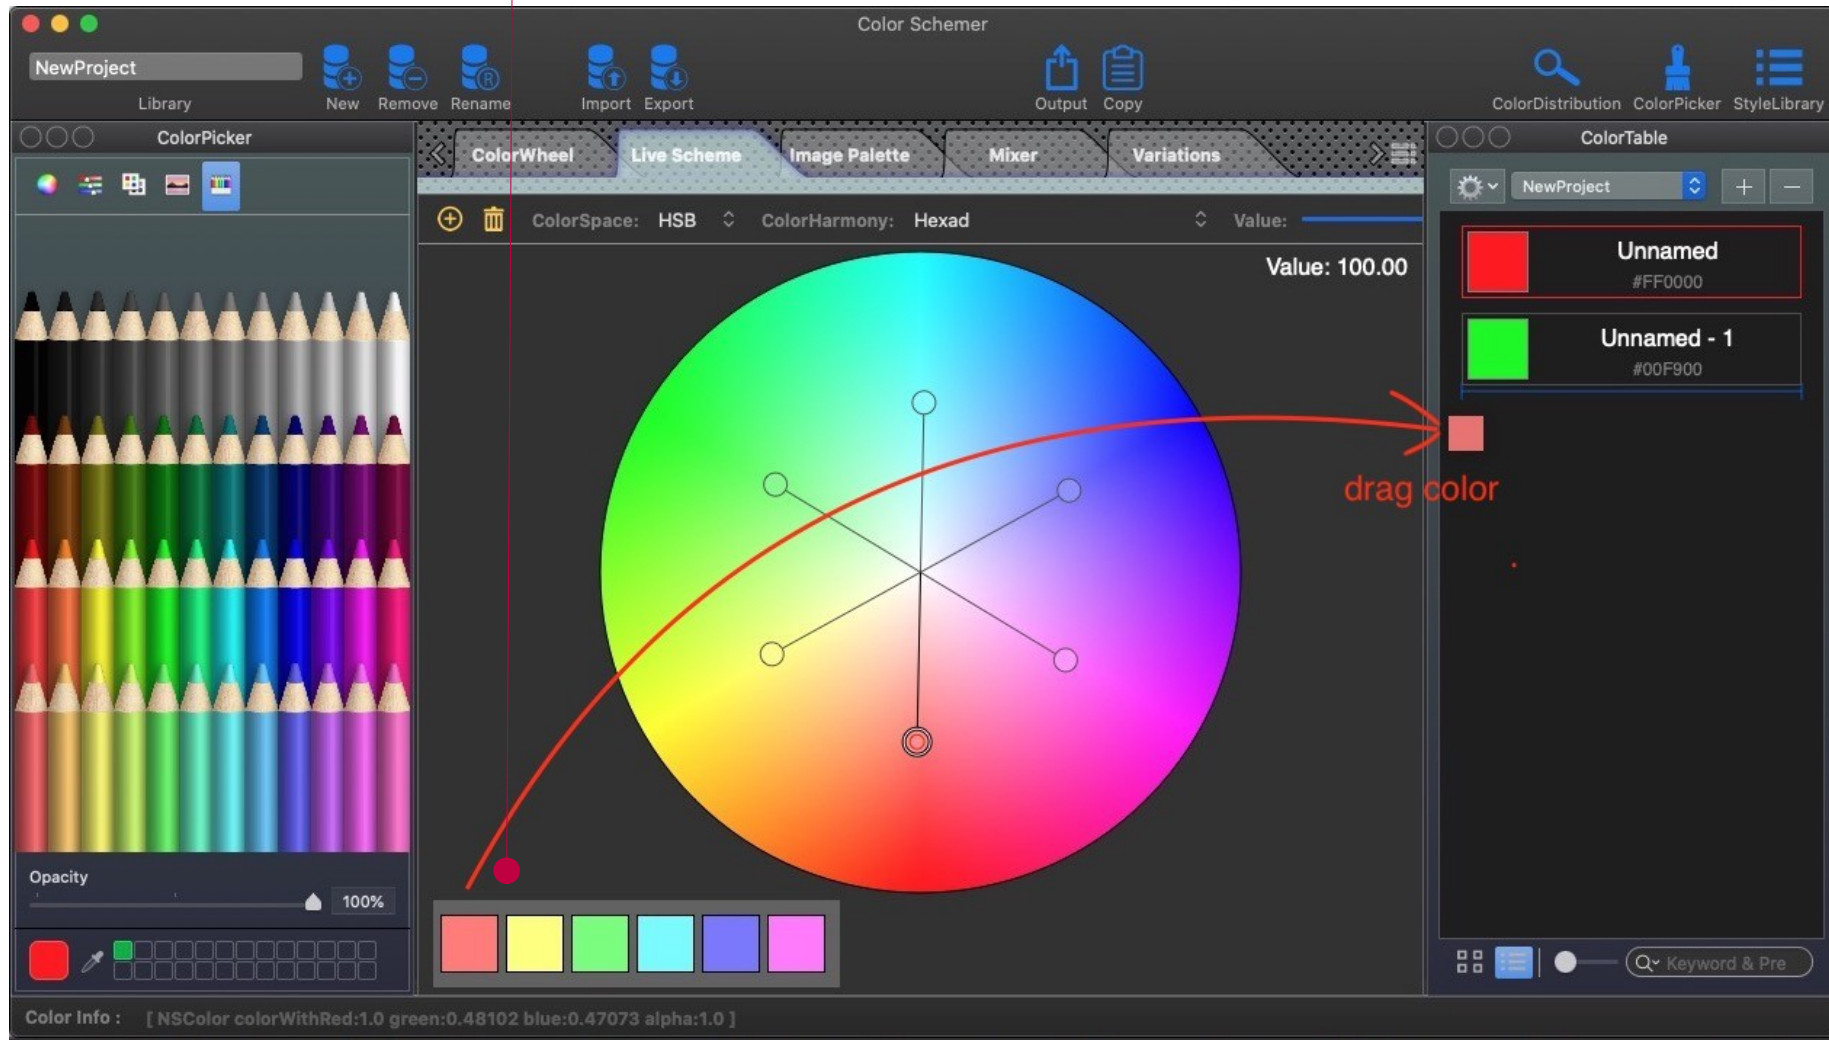 Color Schemer
NewProject
Library
New
Remove
Rename
Import
Export
Output
Copy
ColorDistribution
ColorPicker
StyleLibrary
ColorPicker
ColorWheel
Live Scheme
Image Palette
Mixer
Variations
ColorTable
NewProject
ColorSpace: HSB
ColorHarmony: Hexad
Value:
Value: 100.00
Unnamed
#FF0000
Unnamed - 1
#00F900
drag color
Opacity
100%
Keyword & Pre
Color Info : [ NSColor colorWithRed:1.0 green:0.48102 blue:0.47073 alpha:1.0 ]